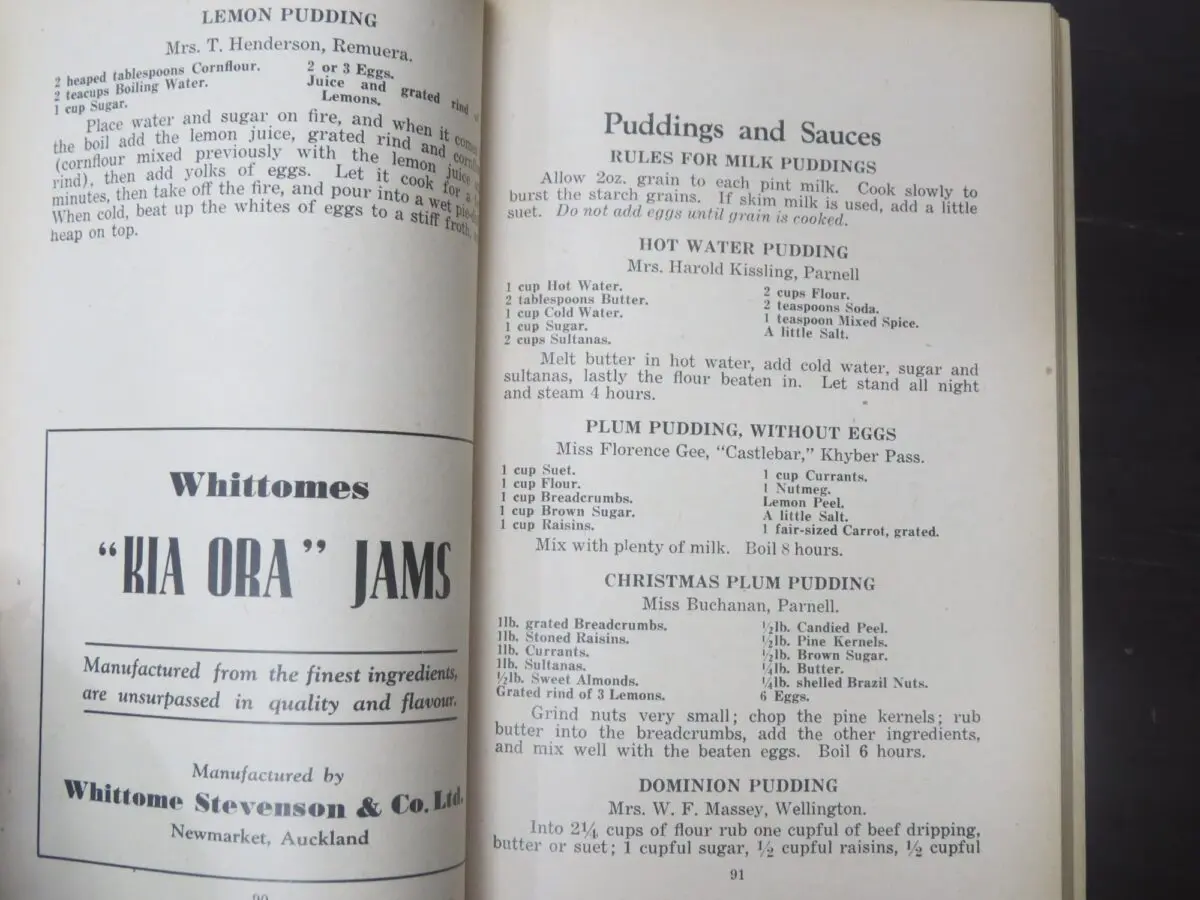 LEMON PUDDING
Mrs. T. Henderson, Remuera.
2 heaped tablespoons Cornflour.
2 teacups Boiling Water.
1 cup Sugar.
2 or 3 Eggs.
Juice and grated rind
Lemons.
Place water and sugar on fire, and when it
the boil add the lemon juice, grated rind and
(cornflour mixed previously with the lemon juice
rind), then add yolks of eggs. Let it cook for a
minutes, then take off the fire, and pour into a wet
When cold, beat up the whites of eggs to a stiff froth,
heap on top.
Whittomes
"KIA ORA" JAMS
Manufactured from the finest ingredients,
are unsurpassed in quality and flavour.
Manufactured by
Whittome Stevenson & Co. Ltd.
Newmarket, Auckland
Puddings and Sauces
RULES FOR MILK PUDDINGS
Allow 2oz. grain to each pint milk. Cook slowly to
burst the starch grains. If skim milk is used, add a little
suet. Do not add eggs until grain is cooked.
HOT WATER PUDDING
Mrs. Harold Kissling, Parnell
1 cup Hot Water.
2 tablespoons Butter.
1 cup Cold Water.
1 cup Sugar.
2 cups Sultanas.
2 cups Flour.
2 teaspoons Soda.
1 teaspoon Mixed Spice.
A little Salt.
Melt butter in hot water, add cold water, sugar and
sultanas, lastly the flour beaten in. Let stand all night
and steam 4 hours.
PLUM PUDDING, WITHOUT EGGS
Miss Florence Gee, "Castlebar," Khyber Pass.
1 cup Suet.
1 cup Flour.
1 cup Breadcrumbs.
1 cup Brown Sugar.
1 cup Raisins.
1 cup Currants.
1 Nutmeg.
Lemon Peel.
A little Salt.
1 fair-sized Carrot, grated.
Mix with plenty of milk. Boil 8 hours.
CHRISTMAS PLUM PUDDING
Miss Buchanan, Parnell.
1lb. grated Breadcrumbs.
1lb. Stoned Raisins.
1lb. Currants.
1lb. Sultanas.
½lb. Sweet Almonds.
Grated rind of 3 Lemons.
½lb. Candied Peel.
½lb. Pine Kernels.
½lb. Brown Sugar.
¼lb. Butter.
¼lb. shelled Brazil Nuts.
6 Eggs.
Grind nuts very small; chop the pine kernels; rub
butter into the breadcrumbs, add the other ingredients,
and mix well with the beaten eggs. Boil 6 hours.
DOMINION PUDDING
Mrs. W. F. Massey, Wellington.
Into 2¼ cups of flour rub one cupful of beef dripping,
butter or suet; 1 cupful sugar, ½ cupful raisins, ½ cupful
91